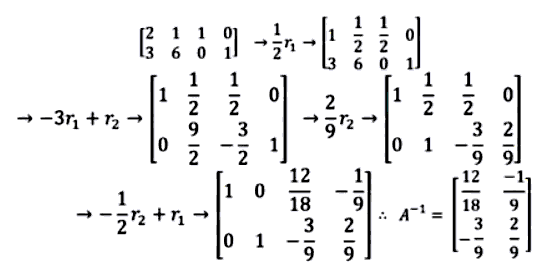 [2 1 1 0; 3 6 0 1] → 1/2 r₁ → [1 1/2 1/2 0; 3 6 0 1]
→ −3r₁ + r₂ → [1 1/2 1/2 0; 0 9/2 −3/2 1] → 2/9 r₂ → [1 1/2 1/2 0; 0 1 −3/9 2/9]
→ −1/2 r₂ + r₁ → [1 0 12/18 −1/9; 0 1 −3/9 2/9] ∴ A⁻¹ = [12/18 −1/9; −3/9 2/9]